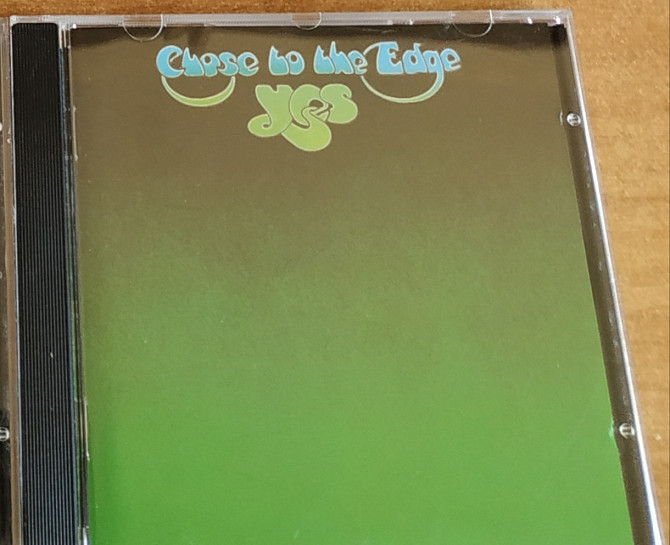 Close to the Edge
yes